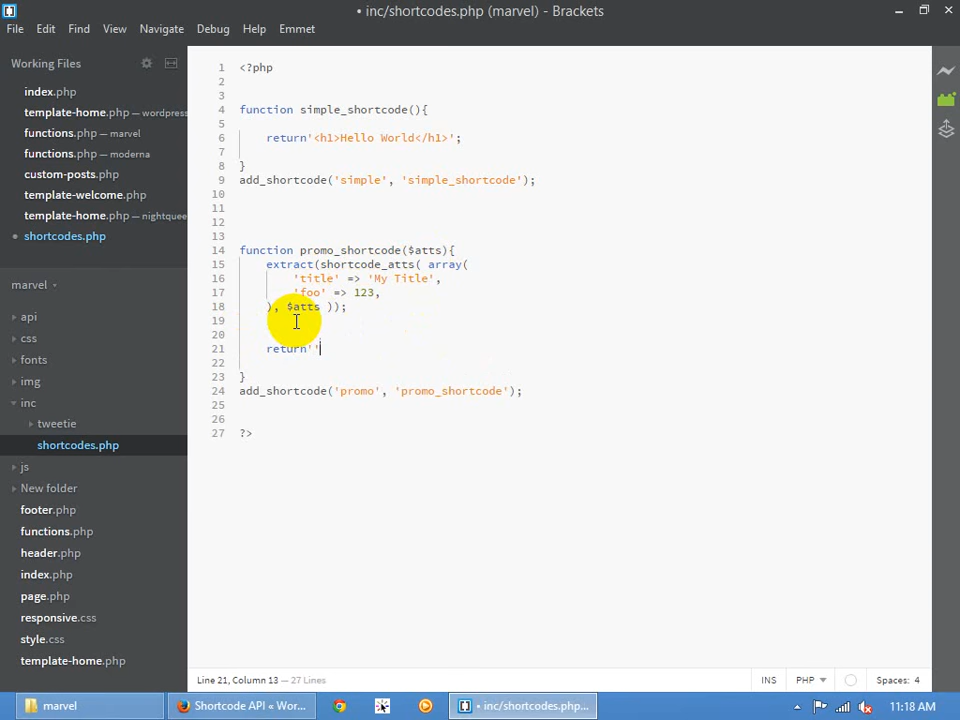 • inc/shortcodes.php (marvel) - Brackets
File Edit Find View Navigate Debug Help Emmet
Working Files
index.php
template-home.php — wordpress
functions.php — marvel
functions.php — moderna
custom-posts.php
template-welcome.php
template-home.php — nightquee
shortcodes.php
marvel
api
css
fonts
img
inc
tweetie
shortcodes.php
js
New folder
footer.php
functions.php
header.php
index.php
page.php
responsive.css
style.css
template-home.php
1 <?php
2
3
4 function simple_shortcode(){
5
6 return'<h1>Hello World</h1>';
7
8 }
9 add_shortcode('simple', 'simple_shortcode');
10
11
12
13
14 function promo_shortcode($atts){
15 extract(shortcode_atts( array(
16 'title' => 'My Title',
17 'foo' => 123,
18 ), $atts ));
19
20
21 return''
22
23 }
24 add_shortcode('promo', 'promo_shortcode');
25
26
27 ?>
Line 21, Column 13 — 27 Lines
INS PHP Spaces: 4
marvel
Shortcode API « Wor...
• inc/shortcodes.php...
11:18 AM